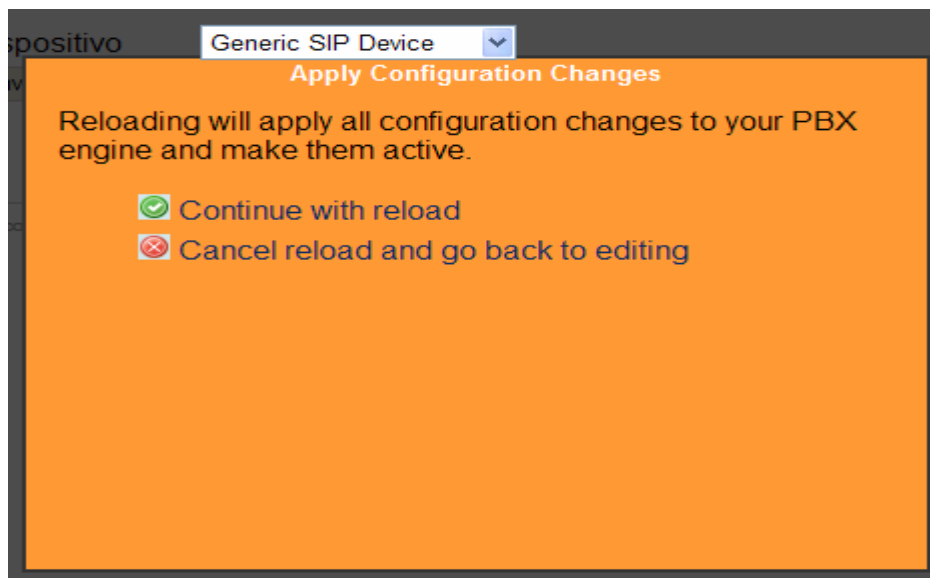 spositivo Generic SIP Device
Apply Configuration Changes
Reloading will apply all configuration changes to your PBX
engine and make them active.
Continue with reload
Cancel reload and go back to editing